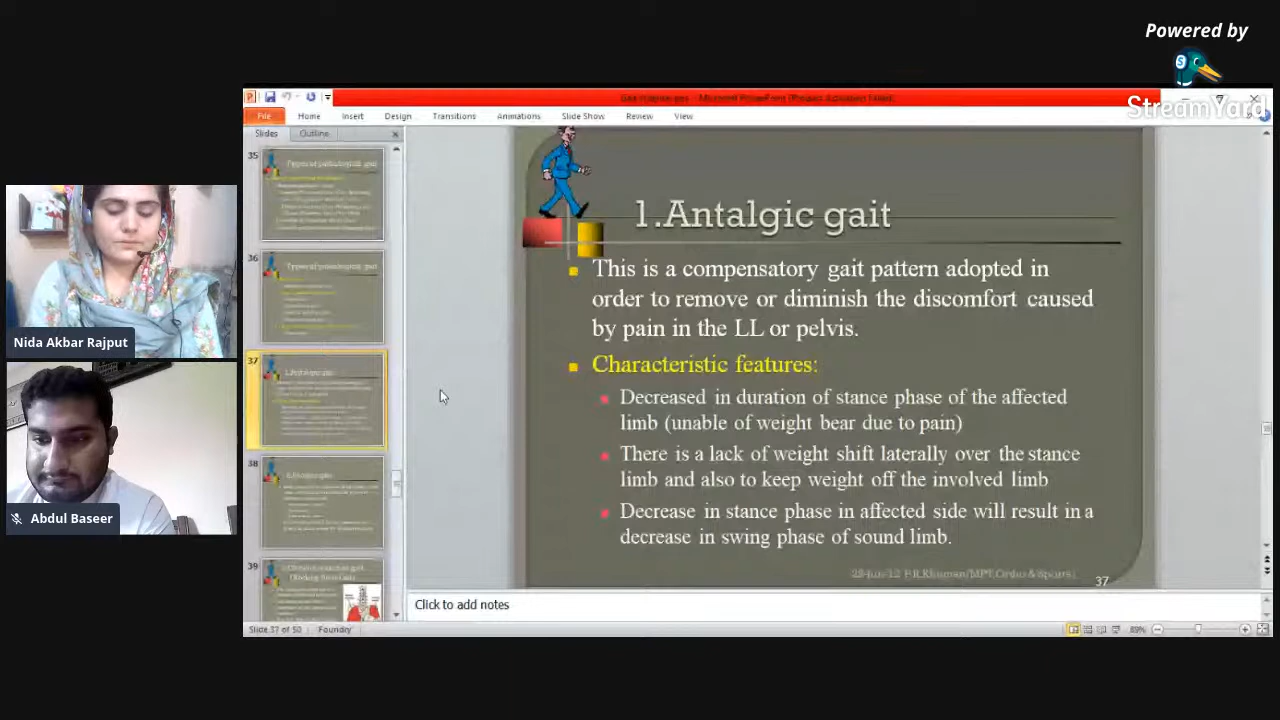 Powered by
StreamYard
File Home Insert Design Transitions Animations Slide Show Review View
Slides Outline
35
36
37
38
39
1.Antalgic gait
This is a compensatory gait pattern adopted in
order to remove or diminish the discomfort caused
by pain in the LL or pelvis.
Characteristic features:
Decreased in duration of stance phase of the affected
limb (unable of weight bear due to pain)
There is a lack of weight shift laterally over the stance
limb and also to keep weight off the involved limb
Decrease in stance phase in affected side will result in a
decrease in swing phase of sound limb.
37
Click to add notes
Slide 37 of 50 Foundry
89%
Nida Akbar Rajput
Abdul Baseer